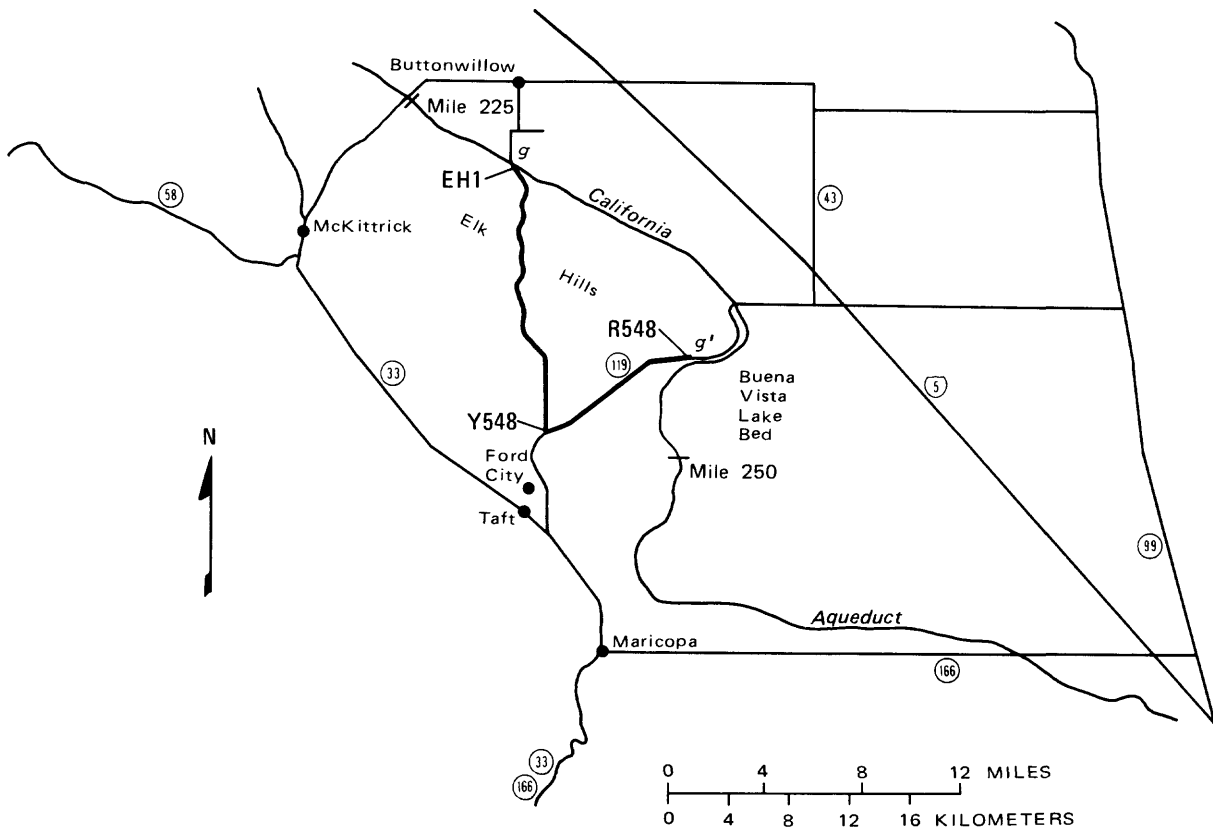 Buttonwillow
Mile 225
g
EH1
58
McKittrick
Elk
California
43
Hills
R548
g'
119
33
Buena
Vista
Lake
Bed
5
Y548
N
Ford
City
Mile 250
Taft
99
Aqueduct
Maricopa
166
33
166
0 4 8 12 MILES
0 4 8 12 16 KILOMETERS